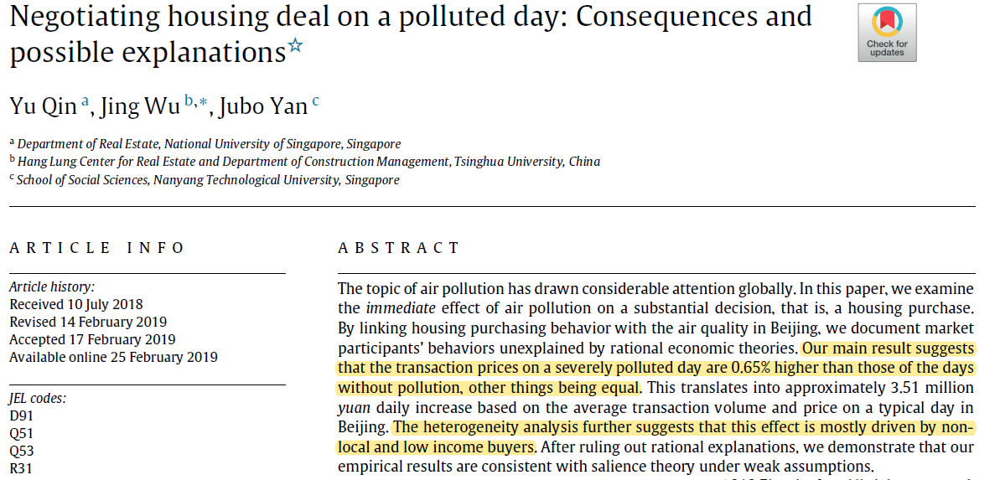 Negotiating housing deal on a polluted day: Consequences and
possible explanations☆
Check for
updates
Yu Qin a, Jing Wu b,*, Jubo Yan c
a Department of Real Estate, National University of Singapore, Singapore
b Hang Lung Center for Real Estate and Department of Construction Management, Tsinghua University, China
c School of Social Sciences, Nanyang Technological University, Singapore
ARTICLE INFO
Article history:
Received 10 July 2018
Revised 14 February 2019
Accepted 17 February 2019
Available online 25 February 2019
JEL codes:
D91
Q51
Q53
R31
ABSTRACT
The topic of air pollution has drawn considerable attention globally. In this paper, we examine
the immediate effect of air pollution on a substantial decision, that is, a housing purchase.
By linking housing purchasing behavior with the air quality in Beijing, we document market
participants' behaviors unexplained by rational economic theories. Our main result suggests
that the transaction prices on a severely polluted day are 0.65% higher than those of the days
without pollution, other things being equal. This translates into approximately 3.51 million
yuan daily increase based on the average transaction volume and price on a typical day in
Beijing. The heterogeneity analysis further suggests that this effect is mostly driven by non-
local and low income buyers. After ruling out rational explanations, we demonstrate that our
empirical results are consistent with salience theory under weak assumptions.